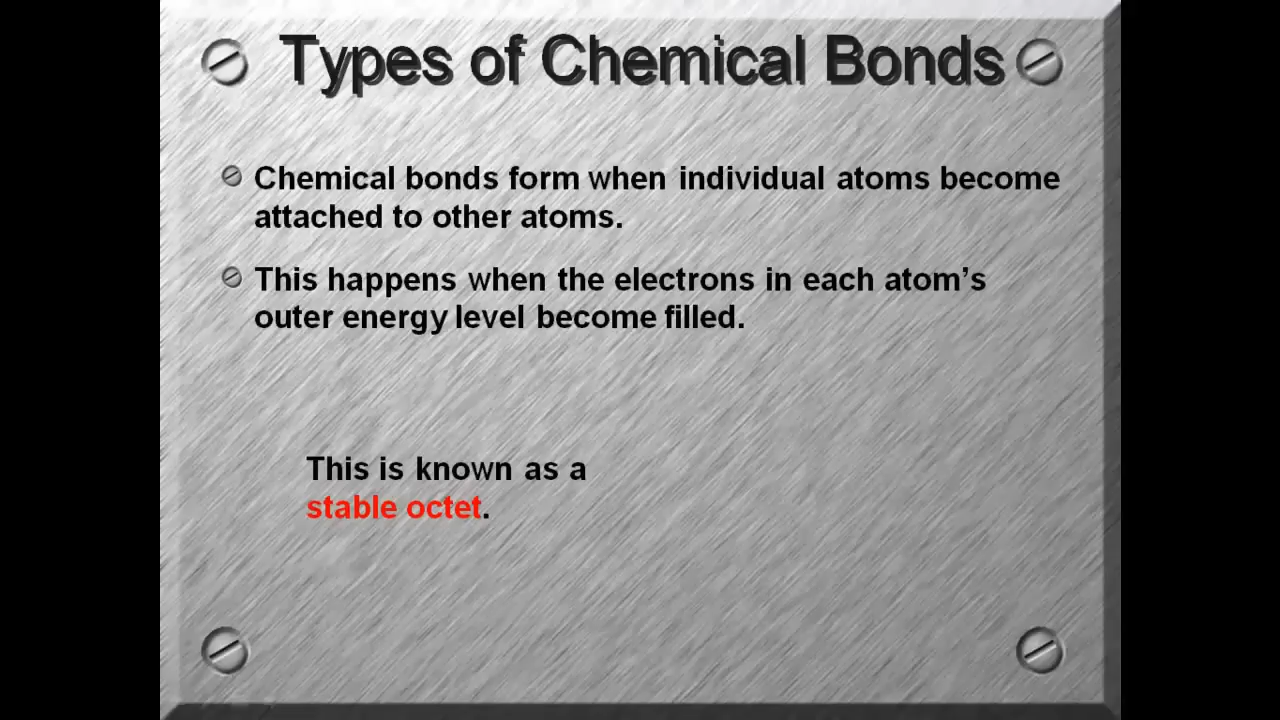 Types of Chemical Bonds
Chemical bonds form when individual atoms become
attached to other atoms.
This happens when the electrons in each atom’s
outer energy level become filled.
This is known as a
stable octet.